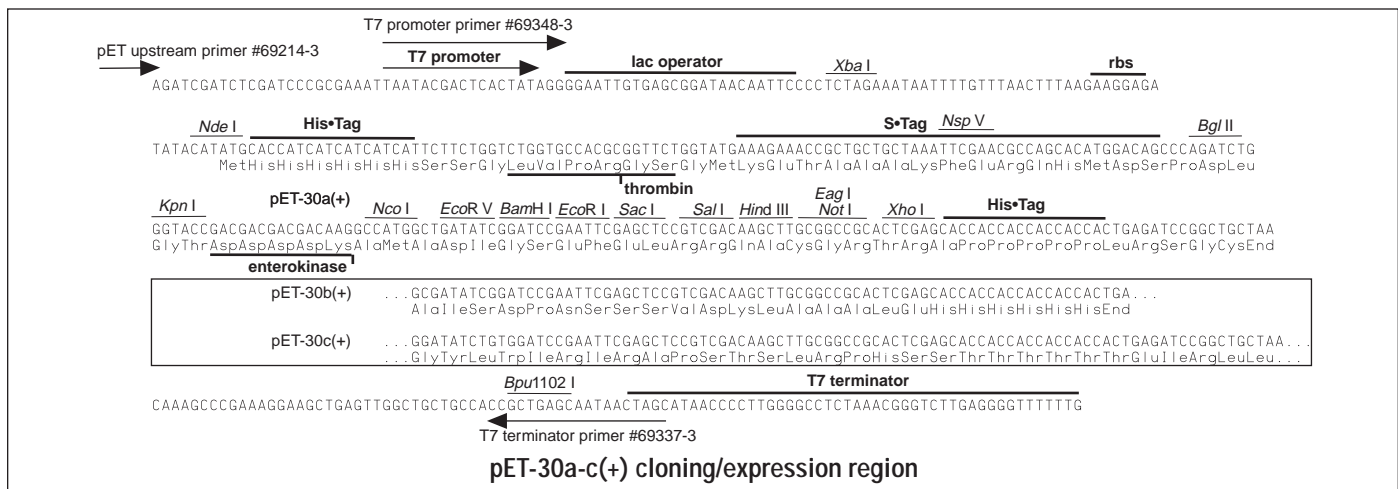 T7 promoter primer #69348-3
pET upstream primer #69214-3
T7 promoter
lac operator
Xba I
rbs
AGATCGATCTCGATCCCGCGAAATTAATACGACTCACTATAGGGGAATTGTGAGCGGATAACAATTCCCCTCTAGAAATAATTTTGTTTAACTTTAAGAAGGAGA
Nde I
His•Tag
S•Tag
Nsp V
Bgl II
TATACATATGCACCATCATCATCATCATTCTTCTGGTCTGGTGCCACGCGGTTCTGGTATGAAAGAAACCGCTGCTGCTAAATTCGAACGCCAGCACATGGACAGCCCAGATCTG
MetHisHisHisHisHisHisSerSerGlyLeuValProArgGlySerGlyMetLysGluThrAlaAlaAlaLysPheGluArgGlnHisMetAspSerProAspLeu
thrombin
Kpn I
pET-30a(+)
Nco I
EcoR V
BamH I
EcoR I
Sac I
Sal I
Hind III
Eag I
Not I
Xho I
His•Tag
GGTACCGACGACGACGACAAGGCCATGGCTGATATCGGATCCGAATTCGAGCTCCGTCGACAAGCTTGCGGCCGCACTCGAGCACCACCACCACCACCACTGAGATCCGGCTGCTAA
GlyThrAspAspAspAspLysAlaMetAlaAspIleGlySerGluPheGluLeuArgArgGlnAlaCysGlyArgThrArgAlaProProProProProLeuArgSerGlyCysEnd
enterokinase
pET-30b(+)
...GCGATATCGGATCCGAATTCGAGCTCCGTCGACAAGCTTGCGGCCGCACTCGAGCACCACCACCACCACCACTGA...
AlaIleSerAspProAsnSerSerSerValAspLysLeuAlaAlaAlaLeuGluHisHisHisHisHisHisEnd
pET-30c(+)
...GGATATCTGTGGATCCGAATTCGAGCTCCGTCGACAAGCTTGCGGCCGCACTCGAGCACCACCACCACCACCACTGAGATCCGGCTGCTAA...
GlyTyrLeuTrpIleArgIleArgAlaProSerThrSerLeuArgProHisSerSerThrThrThrThrThrThrGluIleArgLeuLeu...
Bpu1102 I
T7 terminator
CAAAGCCCGAAAGGAAGCTGAGTTGGCTGCTGCCACCGCTGAGCAATAACTAGCATAACCCCTTGGGGCCTCTAAACGGGTCTTGAGGGGTTTTTTG
T7 terminator primer #69337-3
pET-30a-c(+) cloning/expression region